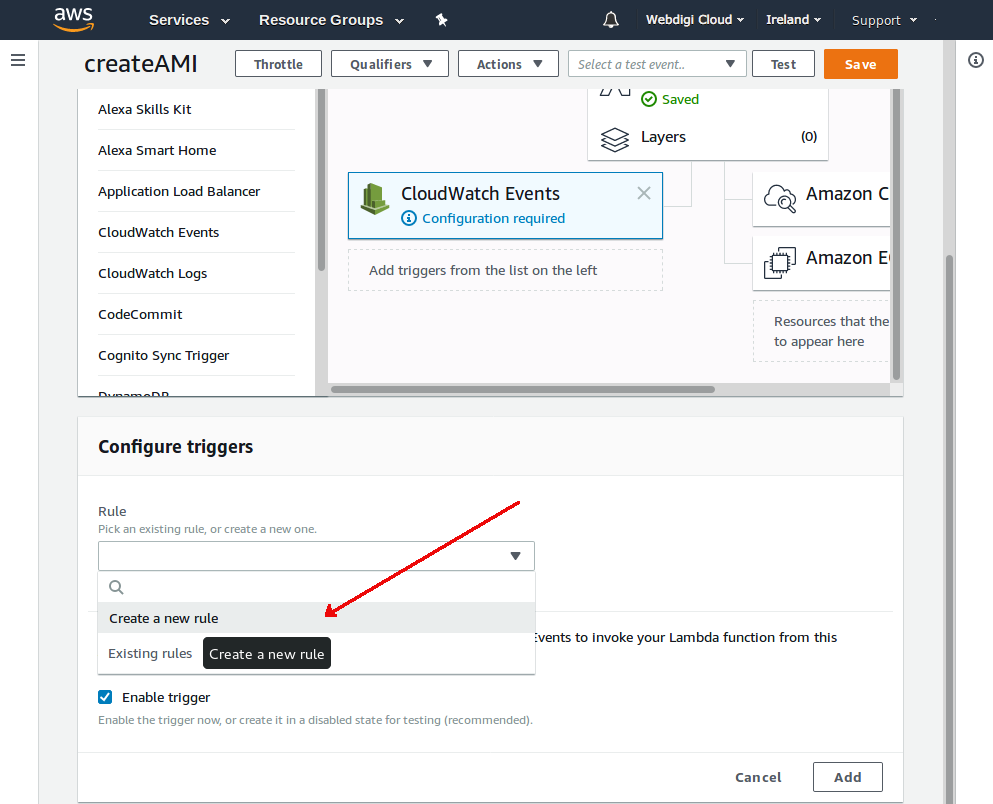 aws Services Resource Groups Webdigi Cloud Ireland Support
createAMI Throttle Qualifiers Actions Select a test event.. Test Save
Alexa Skills Kit
Alexa Smart Home
Application Load Balancer
CloudWatch Events
CloudWatch Logs
CodeCommit
Cognito Sync Trigger
DynamoDB
Saved
Layers (0)
CloudWatch Events
Configuration required
Add triggers from the list on the left
Amazon C
Amazon E
Resources that the
to appear here
Configure triggers
Rule
Pick an existing rule, or create a new one.
Create a new rule
Existing rules Create a new rule
Events to invoke your Lambda function from this
Enable trigger
Enable the trigger now, or create it in a disabled state for testing (recommended).
Cancel Add